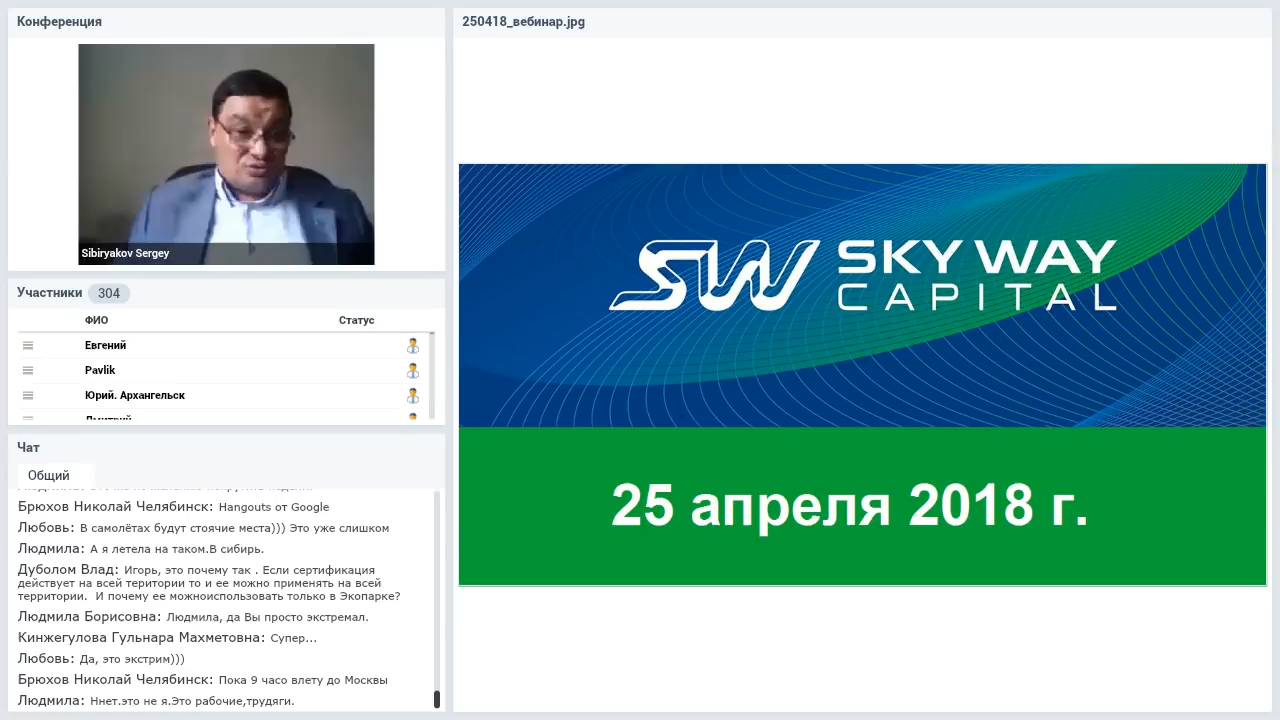 Конференция
Sibiryakov Sergey
Участники 304
ФИО Статус
Евгений
Pavlik
Юрий. Архангельск
Чат
Общий
Брюхов Николай Челябинск: Hangouts от Google
Любовь: В самолётах будут стоячие места))) Это уже слишком
Людмила: А я летела на таком.В сибирь.
Дуболом Влад: Игорь, это почему так . Если сертификация
действует на всей територии то и ее можно применять на всей
территории. И почему ее можноиспользовать только в Экопарке?
Людмила Борисовна: Людмила, да Вы просто экстремал.
Кинжегулова Гульнара Махметовна: Супер...
Любовь: Да, это экстрим)))
Брюхов Николай Челябинск: Пока 9 часо влету до Москвы
Людмила: Ннет.это не я.Это рабочие,трудяги.
250418_вебинар.jpg
SW SKY WAY
CAPITAL
25 апреля 2018 г.